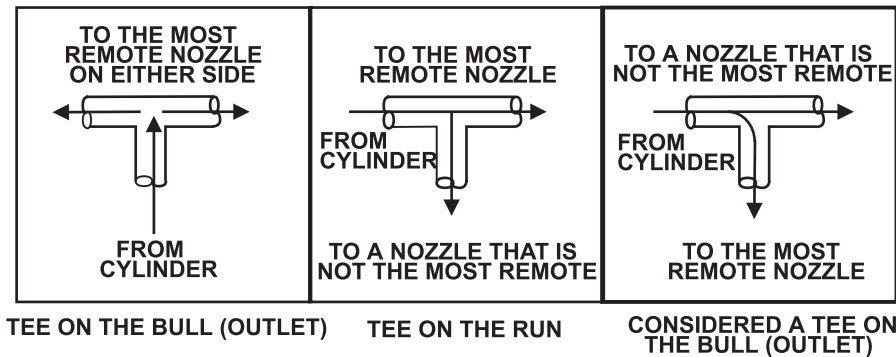 TO THE MOST
REMOTE NOZZLE
ON EITHER SIDE
FROM
CYLINDER
TEE ON THE BULL (OUTLET)
TO THE MOST
REMOTE NOZZLE
FROM
CYLINDER
TO A NOZZLE THAT IS
NOT THE MOST REMOTE
TEE ON THE RUN
TO A NOZZLE THAT IS
NOT THE MOST REMOTE
FROM
CYLINDER
TO THE MOST
REMOTE NOZZLE
CONSIDERED A TEE ON
THE BULL (OUTLET)